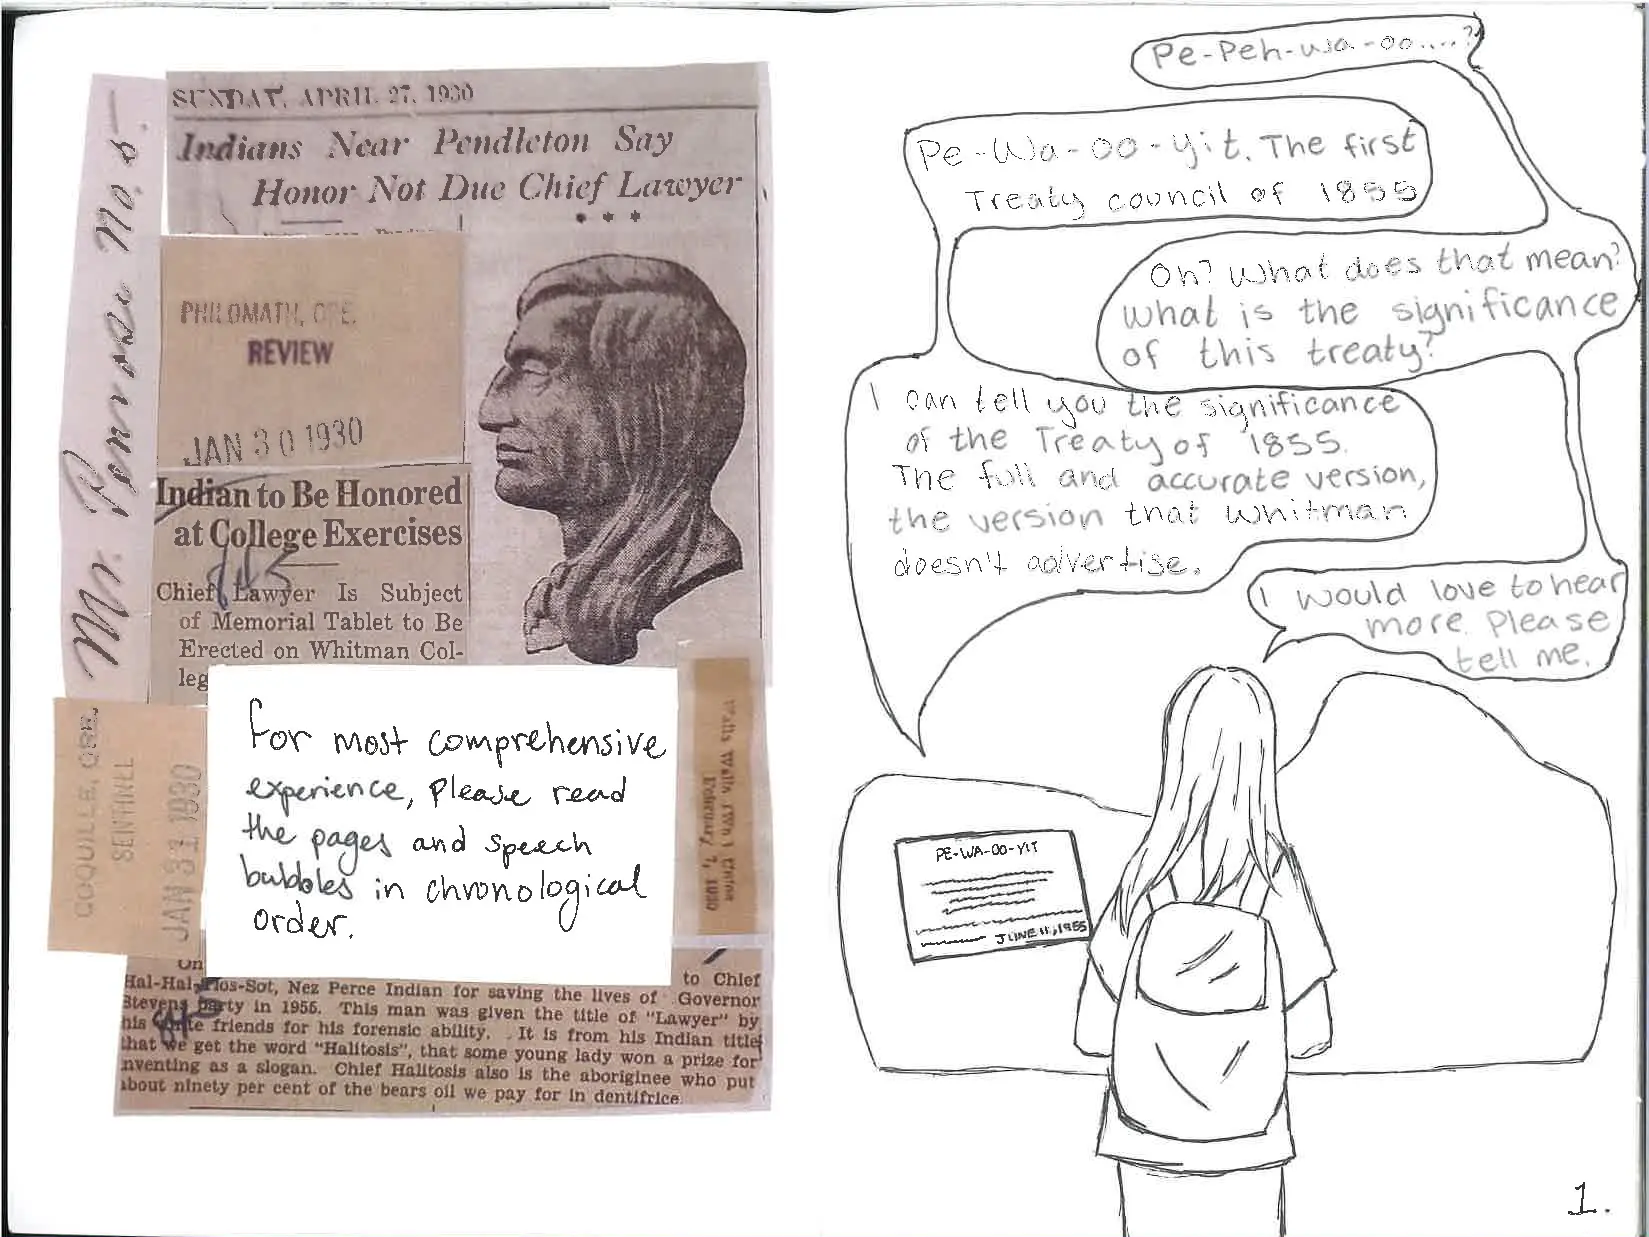 SUNDAY, APRIL 27, 1930
Indians Near Pendleton Say
Honor Not Due Chief Lawyer
* * *
Mr. Penrose No. 6
PHILOMATH, ORE.
REVIEW
JAN 30 1930
Indian to Be Honored
at College Exercises
Chief Lawyer Is Subject
of Memorial Tablet to Be
Erected on Whitman Col-
leg
COQUILLE, ORE.
SENTINEL
JAN 31 1930
For most comprehensive
experience, please read
the pages and speech
bubbles in chronological
order.
Walla Walla (Wn.) Union
February 7, 1930
On
to Chief
Hal-Hal-Tlos-Sot, Nez Perce Indian for saving the lives of Governor
Stevens party in 1955. This man was given the title of "Lawyer" by
his white friends for his forensic ability. It is from his Indian title
that we get the word "Halitosis", that some young lady won a prize for
inventing as a slogan. Chief Halitosis also is the aboriginee who put
about ninety per cent of the bears oil we pay for in dentifrice.
Pe-Peh-wa-oo....?
Pe-Wa-oo-yit. The first
Treaty council of 1855
Oh? What does that mean?
What is the significance
of this treaty?
I can tell you the significance
of the Treaty of 1855.
The full and accurate version,
the version that Whitman
doesn't advertise.
I would love to hear
more. Please
tell me.
PE-WA-OO-YIT
JUNE 11, 1955
1.